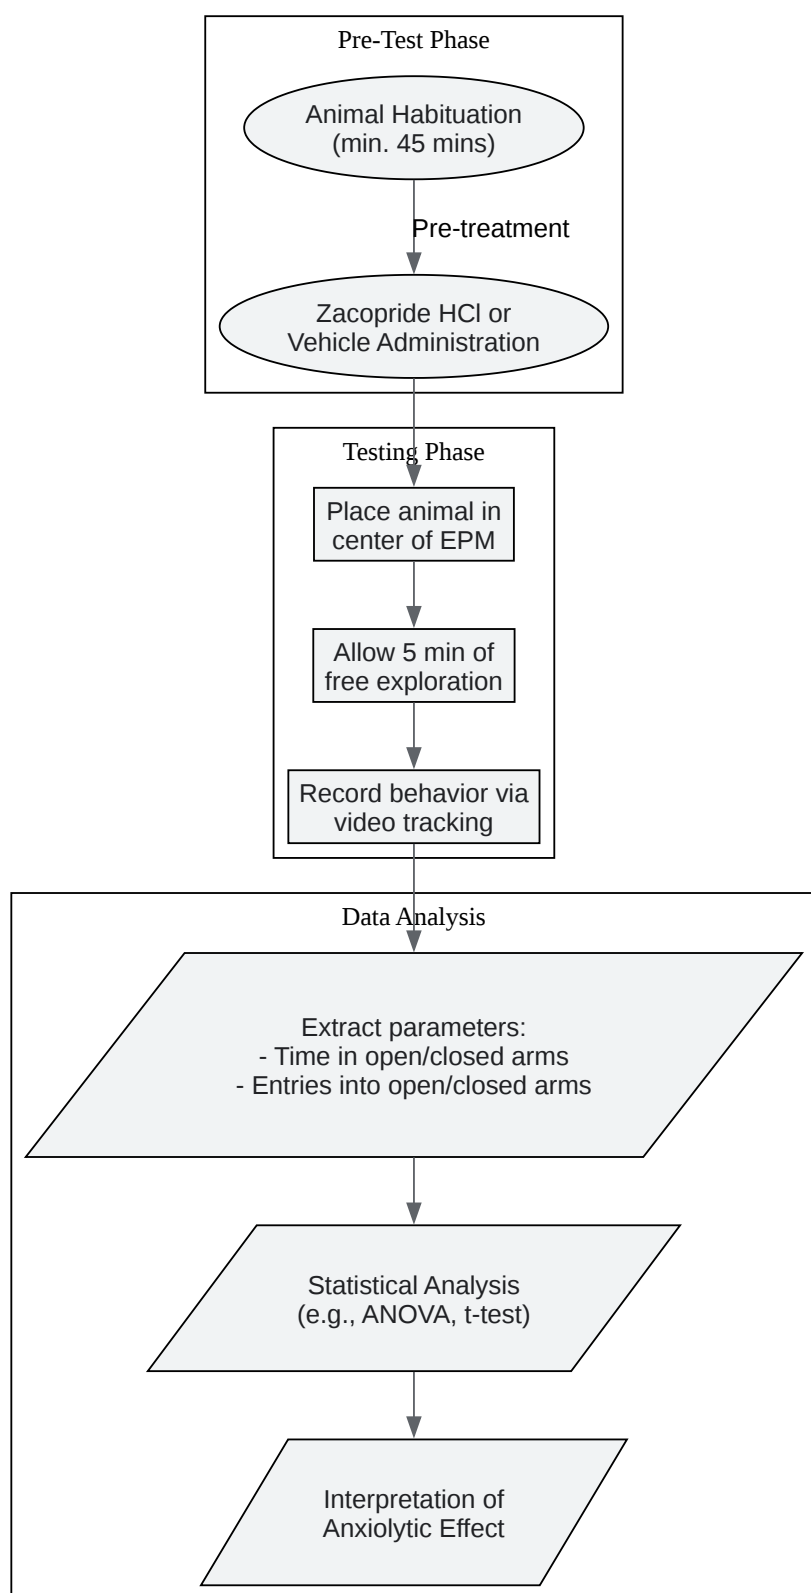 Pre-Test Phase
Animal Habituation
(min. 45 mins)
Pre-treatment
Zacopride HCl or
Vehicle Administration
Testing Phase
Place animal in
center of EPM
Allow 5 min of
free exploration
Record behavior via
video tracking
Data Analysis
Extract parameters:
- Time in open/closed arms
- Entries into open/closed arms
Statistical Analysis
(e.g., ANOVA, t-test)
Interpretation of
Anxiolytic Effect